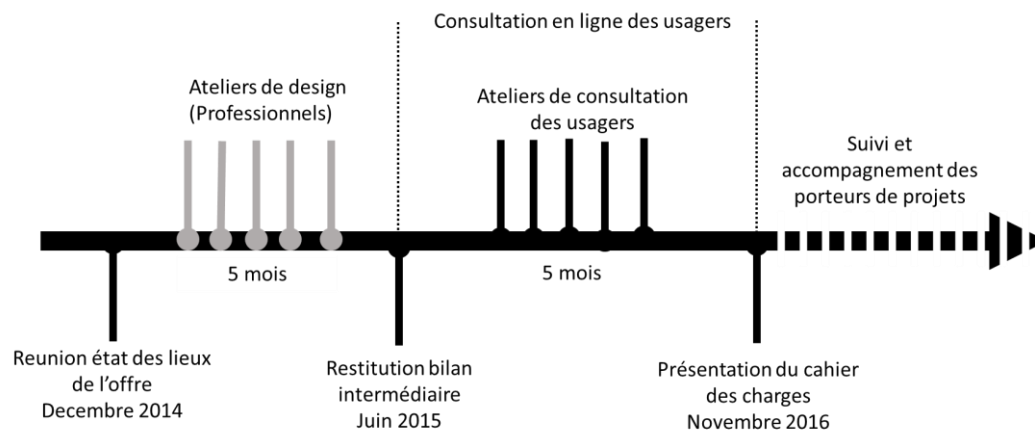 Consultation en ligne des usagers
Ateliers de design
(Professionnels)
Ateliers de consultation
des usagers
Suivi et
accompagnement des
porteurs de projets
5 mois
5 mois
Reunion état des lieux
de l'offre
Decembre 2014
Restitution bilan
intermédiaire
Juin 2015
Présentation du cahier
des charges
Novembre 2016